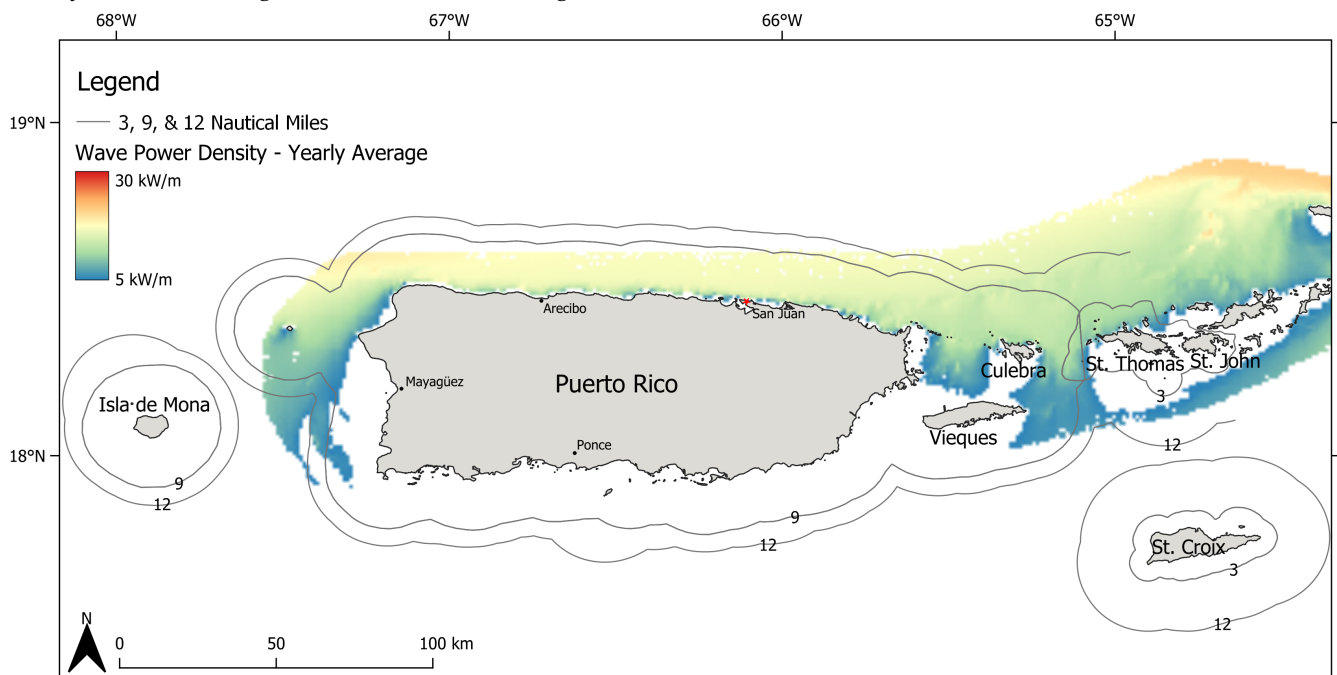 68°W 67°W 66°W 65°W
Legend
3, 9, & 12 Nautical Miles
19°N
Wave Power Density - Yearly Average
30 kW/m
5 kW/m
Arecibo
San Juan
St. Thomas
St. John
Culebra
Mayagüez
Puerto Rico
3
Isla de Mona
Vieques
12
Ponce
18°N
9
12
9
12
St. Croix
3
12
N
0 50 100 km